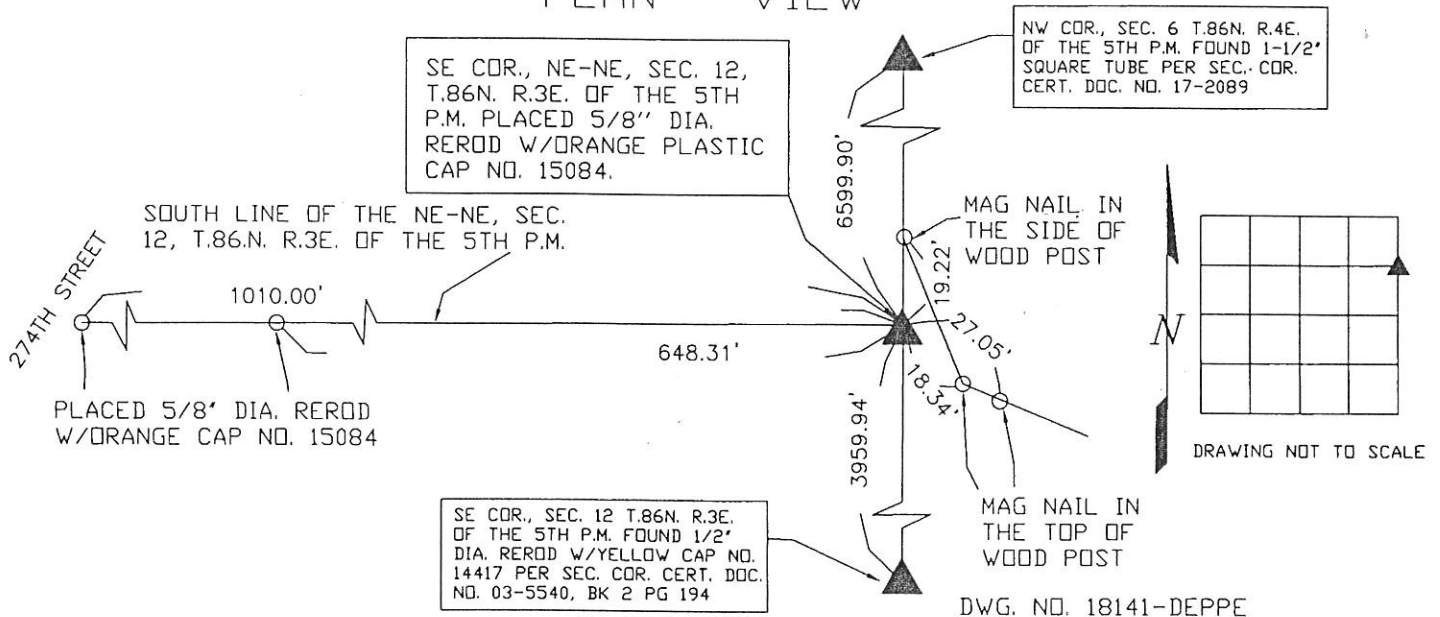 PLAN VIEW
NW COR., SEC. 6 T.86N. R.4E.
OF THE 5TH P.M. FOUND 1-1/2"
SQUARE TUBE PER SEC. COR.
CERT. DOC. NO. 17-2089
SE COR., NE-NE, SEC. 12,
T.86N. R.3E. OF THE 5TH
P.M. PLACED 5/8" DIA.
REROD W/ORANGE PLASTIC
CAP NO. 15084.
6599.90'
SOUTH LINE OF THE NE-NE, SEC.
12, T.86.N. R.3E. OF THE 5TH P.M.
MAG NAIL IN
THE SIDE OF
WOOD POST
274TH STREET
1010.00'
19.22'
27.05'
648.31'
18.34'
N
PLACED 5/8" DIA. REROD
W/ORANGE CAP NO. 15084
3959.94'
DRAWING NOT TO SCALE
SE COR., SEC. 12 T.86N. R.3E.
OF THE 5TH P.M. FOUND 1/2"
DIA. REROD W/YELLOW CAP NO.
14417 PER SEC. COR. CERT. DOC.
NO. 03-5540, BK 2 PG 194
MAG NAIL IN
THE TOP OF
WOOD POST
DWG. NO. 18141-DEPPE